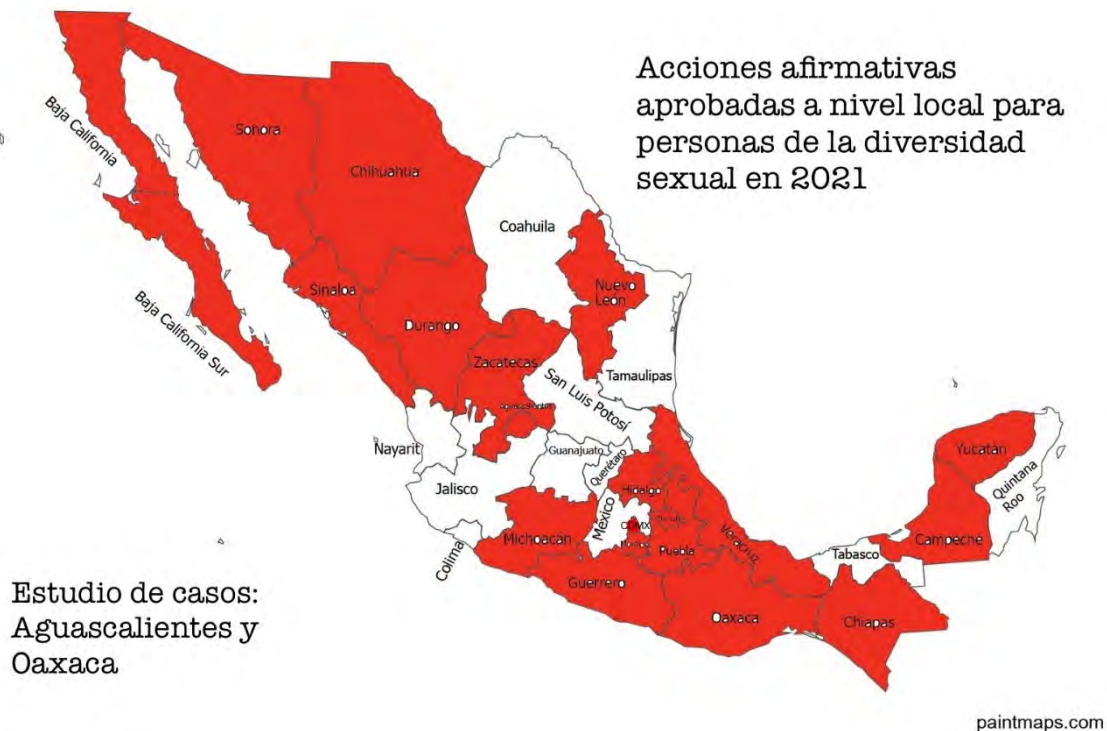 Acciones afirmativas
aprobadas a nivel local para
personas de la diversidad
sexual en 2021
Baja California
Sonora
Chihuahua
Coahuila
Nuevo
León
Sinaloa
Baja California Sur
Durango
Zacatecas
Tamaulipas
San Luis Potosí
Aguascalientes
Nayarit
Guanajuato
Querétaro
Jalisco
Hidalgo
México
CDMX
Colima
Michoacán
Puebla
Veracruz
Guerrero
Oaxaca
Tabasco
Chiapas
Campeche
Yucatán
Quintana
Roo
Estudio de casos:
Aguascalientes y
Oaxaca
paintmaps.com